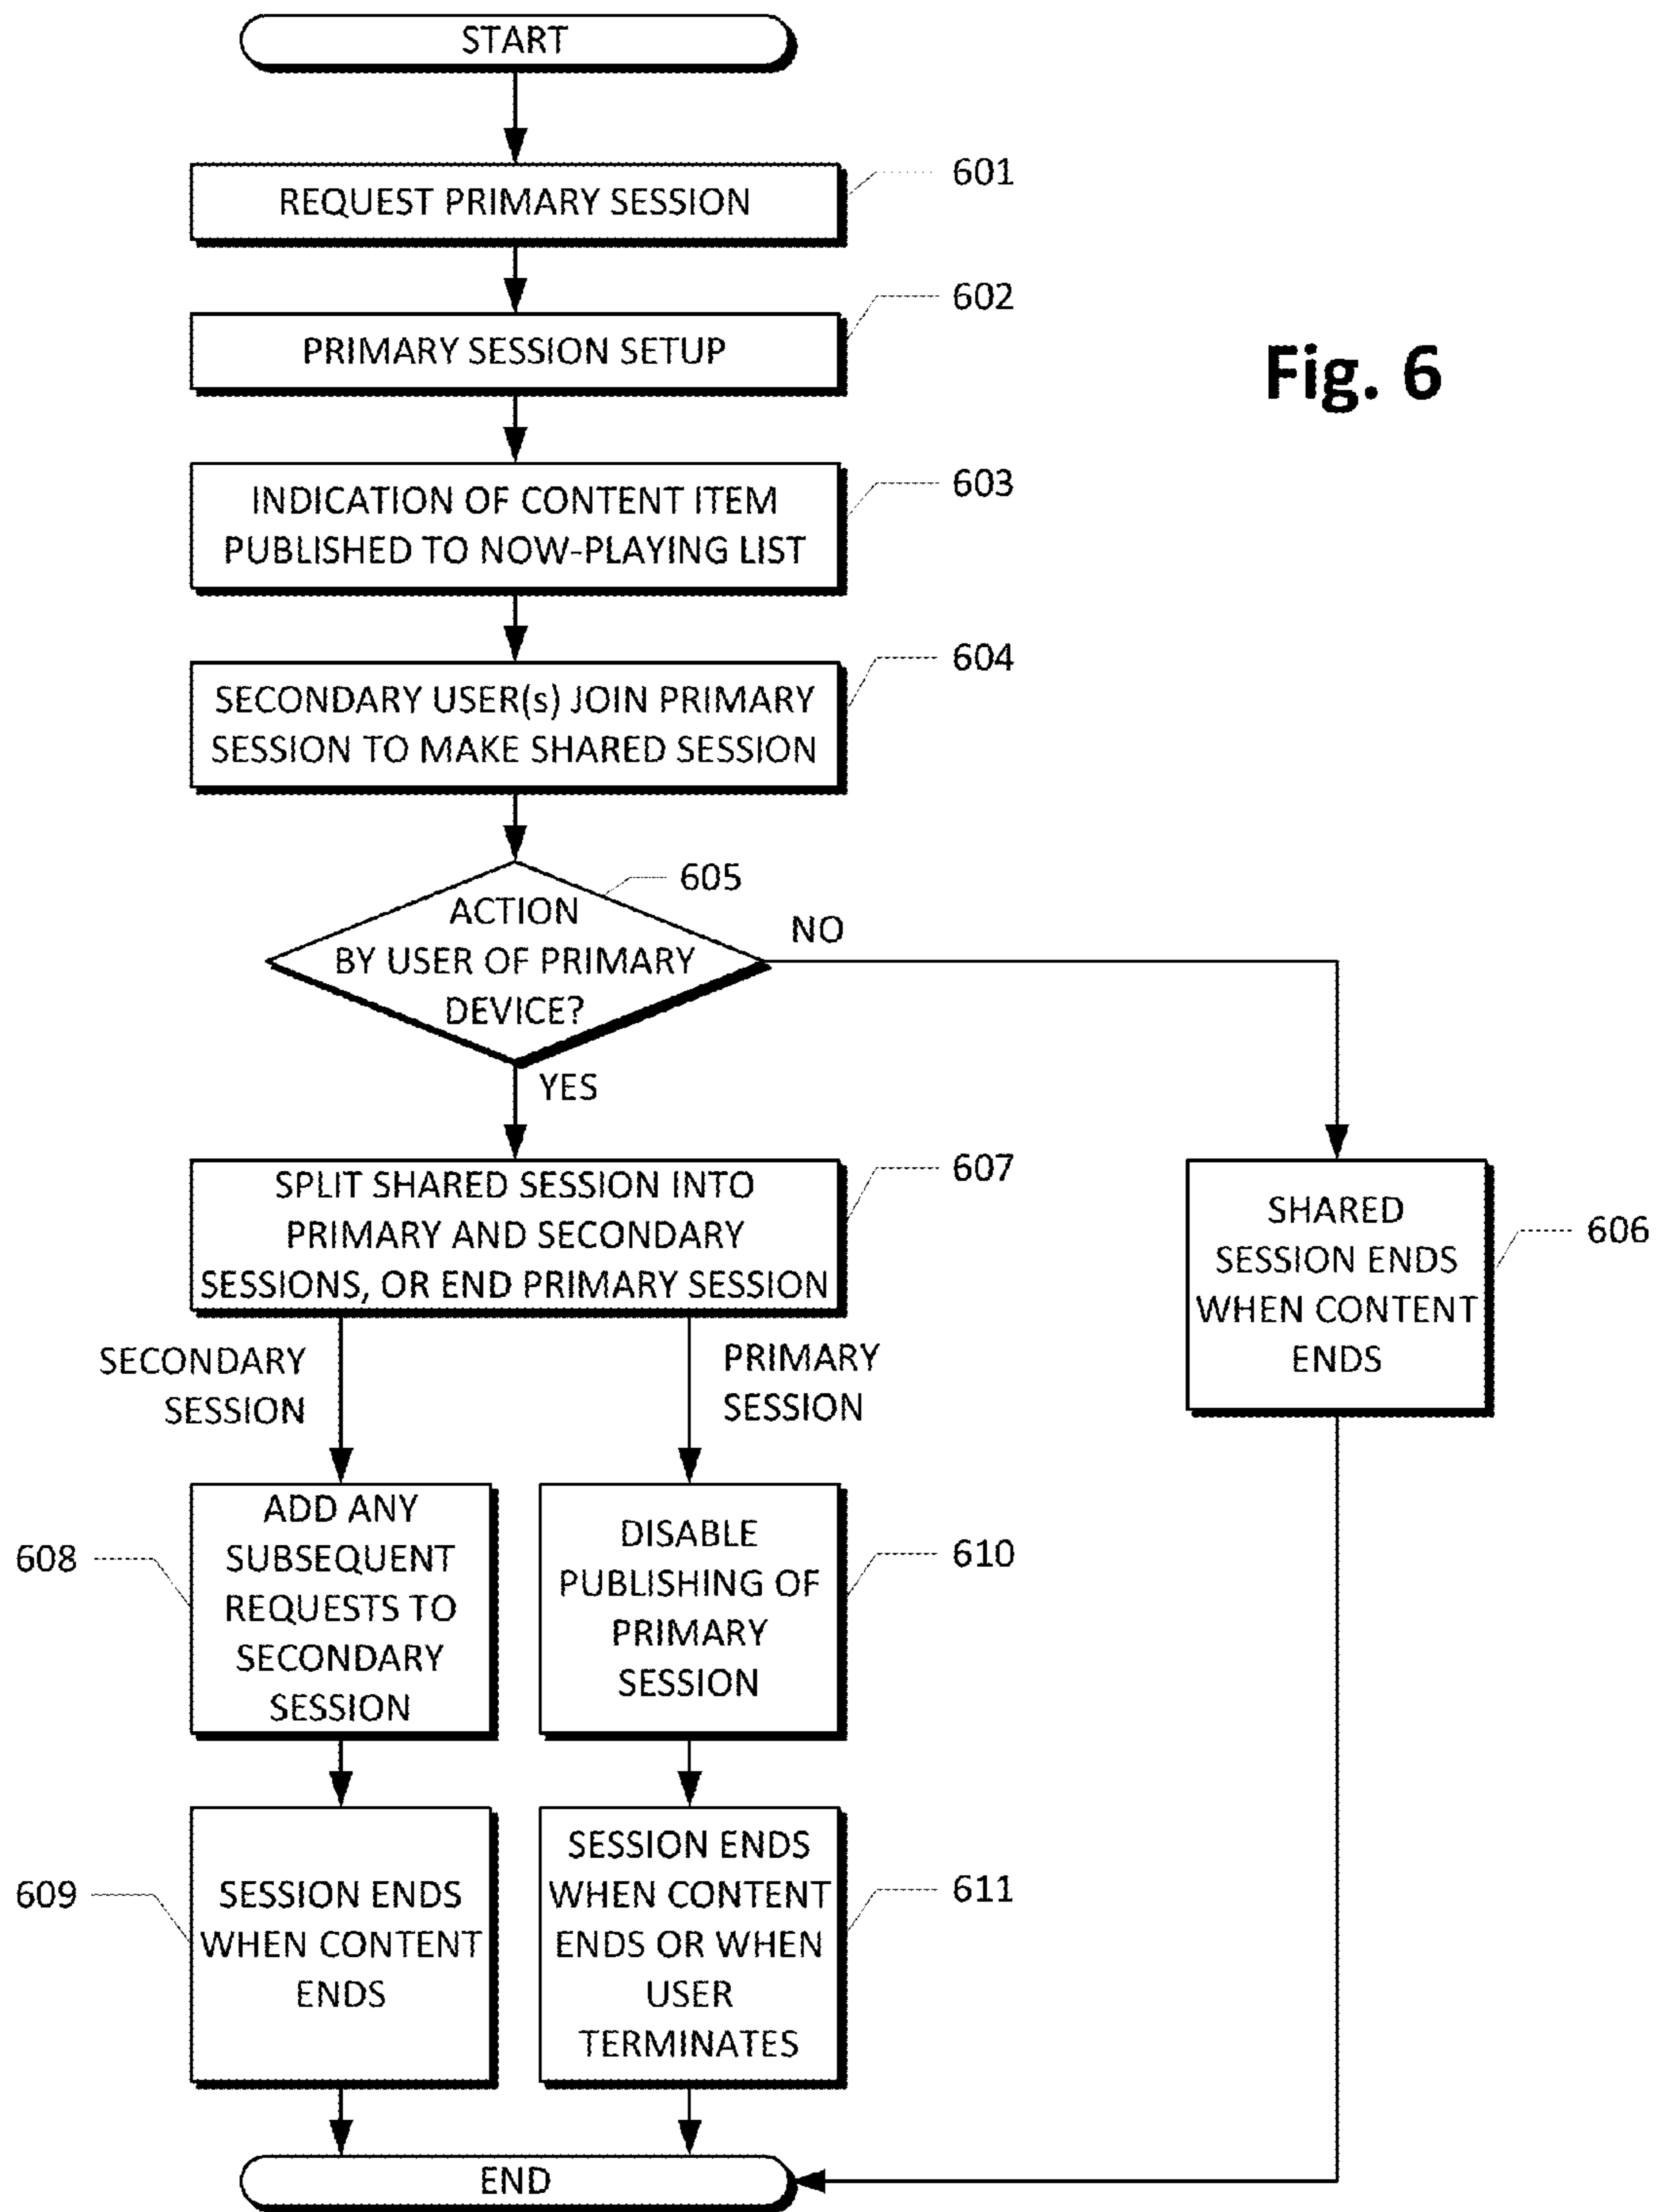 START
REQUEST PRIMARY SESSION
601
PRIMARY SESSION SETUP
602
Fig. 6
INDICATION OF CONTENT ITEM
PUBLISHED TO NOW-PLAYING LIST
603
SECONDARY USER(s) JOIN PRIMARY
SESSION TO MAKE SHARED SESSION
604
ACTION
BY USER OF PRIMARY
DEVICE?
605
NO
YES
SPLIT SHARED SESSION INTO
PRIMARY AND SECONDARY
SESSIONS, OR END PRIMARY SESSION
607
SHARED
SESSION ENDS
WHEN CONTENT
ENDS
606
SECONDARY
SESSION
PRIMARY
SESSION
608
ADD ANY
SUBSEQUENT
REQUESTS TO
SECONDARY
SESSION
DISABLE
PUBLISHING OF
PRIMARY
SESSION
610
609
SESSION ENDS
WHEN CONTENT
ENDS
SESSION ENDS
WHEN CONTENT
ENDS OR WHEN
USER
TERMINATES
611
END